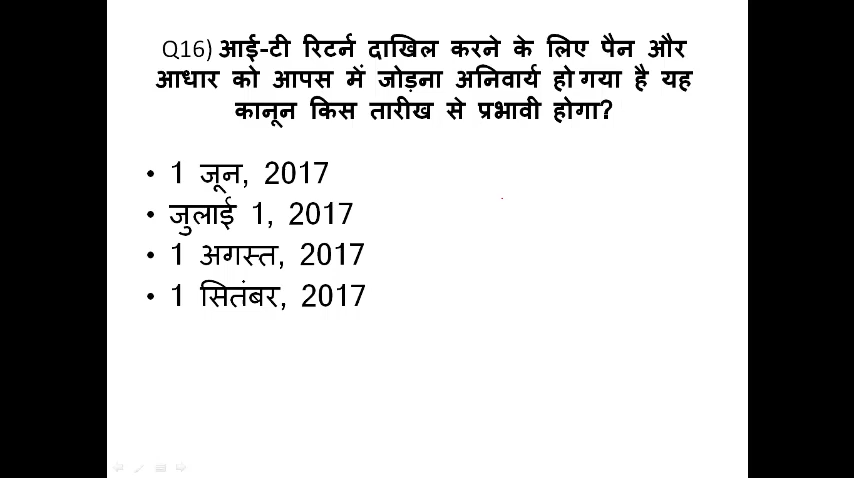 Q16) आई-टी रिटर्न दाखिल करने के लिए पैन और
आधार को आपस में जोड़ना अनिवार्य हो गया है यह
कानून किस तारीख से प्रभावी होगा?
• 1 जून, 2017
• जुलाई 1, 2017
• 1 अगस्त, 2017
• 1 सितंबर, 2017